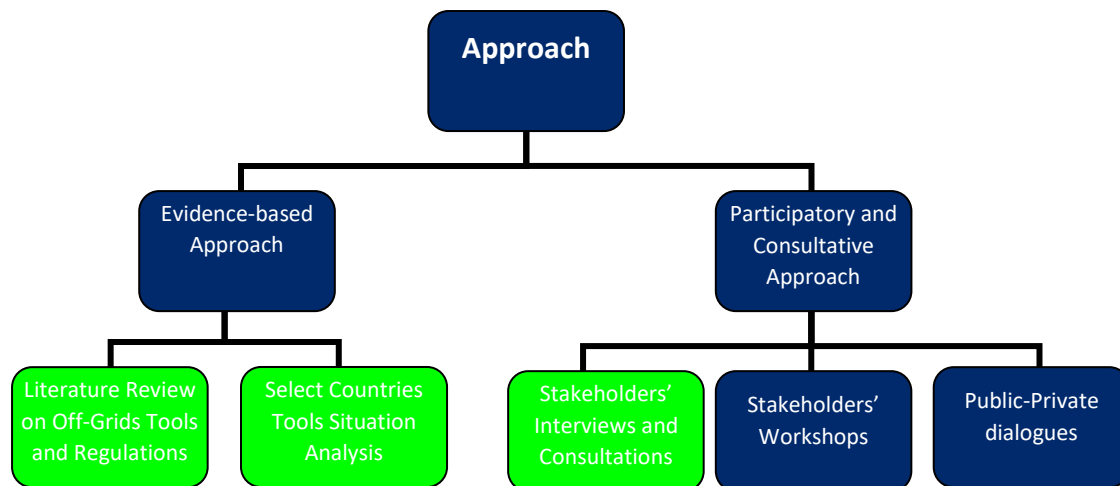 Approach
Evidence-based
Approach
Participatory and
Consultative
Approach
Literature Review
on Off-Grids Tools
and Regulations
Select Countries
Tools Situation
Analysis
Stakeholders’
Interviews and
Consultations
Stakeholders’
Workshops
Public-Private
dialogues